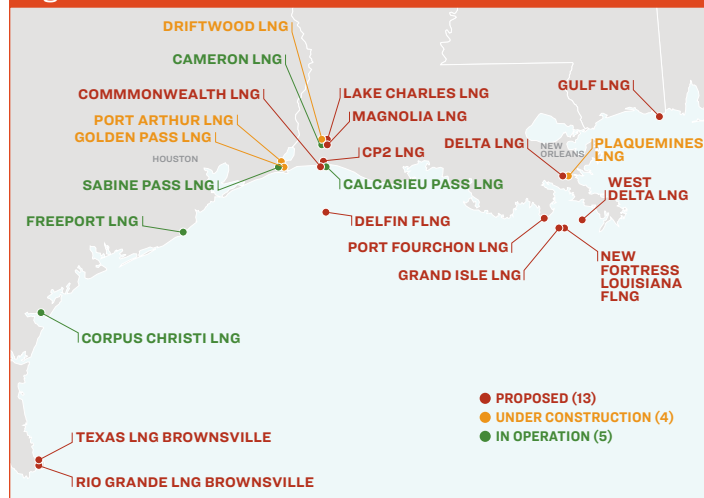 DRIFTWOOD LNG
CAMERON LNG
COMMMONWEALTH LNG
LAKE CHARLES LNG
MAGNOLIA LNG
GULF LNG
PORT ARTHUR LNG
GOLDEN PASS LNG
HOUSTON
CP2 LNG
DELTA LNG
NEW
ORLEANS
PLAQUEMINES
LNG
SABINE PASS LNG
CALCASIEU PASS LNG
WEST
DELTA LNG
FREEPORT LNG
DELFIN FLNG
PORT FOURCHON LNG
GRAND ISLE LNG
NEW
FORTRESS
LOUISIANA
FLNG
CORPUS CHRISTI LNG
PROPOSED (13)
UNDER CONSTRUCTION (4)
IN OPERATION (5)
TEXAS LNG BROWNSVILLE
RIO GRANDE LNG BROWNSVILLE